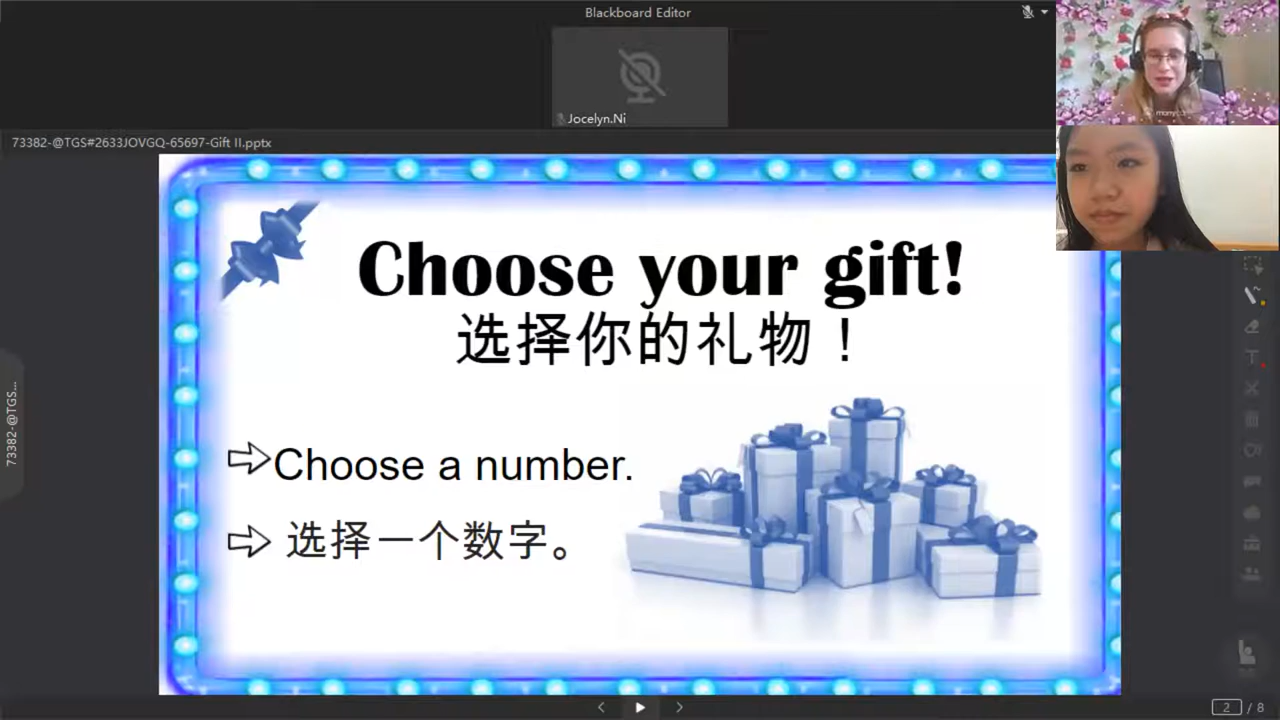 Blackboard Editor
Jocelyn.Ni
73382-@TGS#2633JOVGQ-65697-Gift II.pptx
Choose your gift!
选择你的礼物！
Choose a number.
选择一个数字。
73382-@TGS...
2 / 8